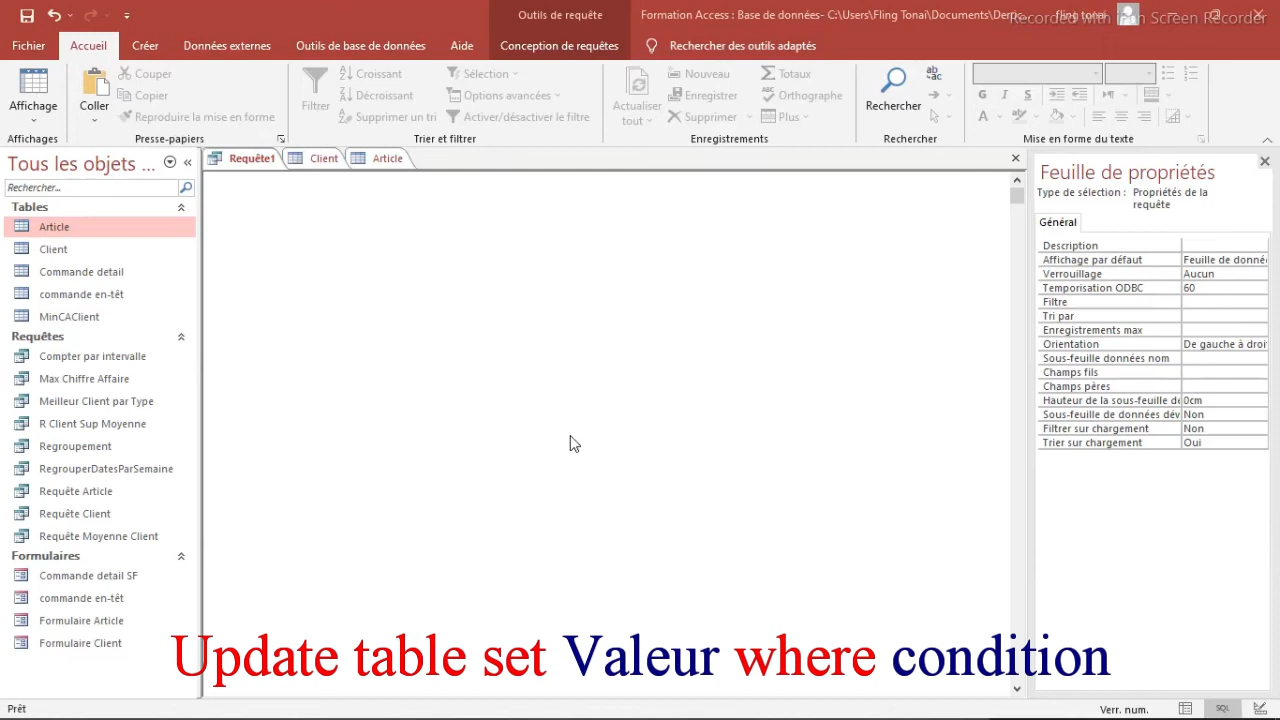 Outils de requête
Formation Access : Base de données- C:\Users\Fling Tonai\Documents\Deric...
fling tonai
Recorded with iFun Screen Recorder
Fichier
Accueil
Créer
Données externes
Outils de base de données
Aide
Conception de requêtes
Rechercher des outils adaptés
Affichage
Affichages
Coller
Couper
Copier
Reproduire la mise en forme
Presse-papiers
Filtrer
Croissant
Décroissant
Supprimer un tri
Sélection
Options avancées
Activer/désactiver le filtre
Trier et filtrer
Actualiser
tout
Nouveau
Enregistrer
Supprimer
Totaux
Orthographe
Plus
Enregistrements
Rechercher
Rechercher
G I S
Mise en forme du texte
Tous les objets ...
Rechercher...
Tables
Article
Client
Commande detail
commande en-têt
MinCAClient
Requêtes
Compter par intervalle
Max Chiffre Affaire
Meilleur Client par Type
R Client Sup Moyenne
Regroupement
RegrouperDatesParSemaine
Requête Article
Requête Client
Requête Moyenne Client
Formulaires
Commande detail SF
commande en-têt
Formulaire Article
Formulaire Client
Requête1
Client
Article
Feuille de propriétés
Type de sélection : Propriétés de la
requête
Général
Description
Affichage par défaut Feuille de donné
Verrouillage Aucun
Temporisation ODBC 60
Filtre
Tri par
Enregistrements max
Orientation De gauche à droi
Sous-feuille données nom
Champs fils
Champs pères
Hauteur de la sous-feuille de 0cm
Sous-feuille de données dév Non
Filtrer sur chargement Non
Trier sur chargement Oui
Update table set Valeur where condition
Prêt
Verr. num.
SQL